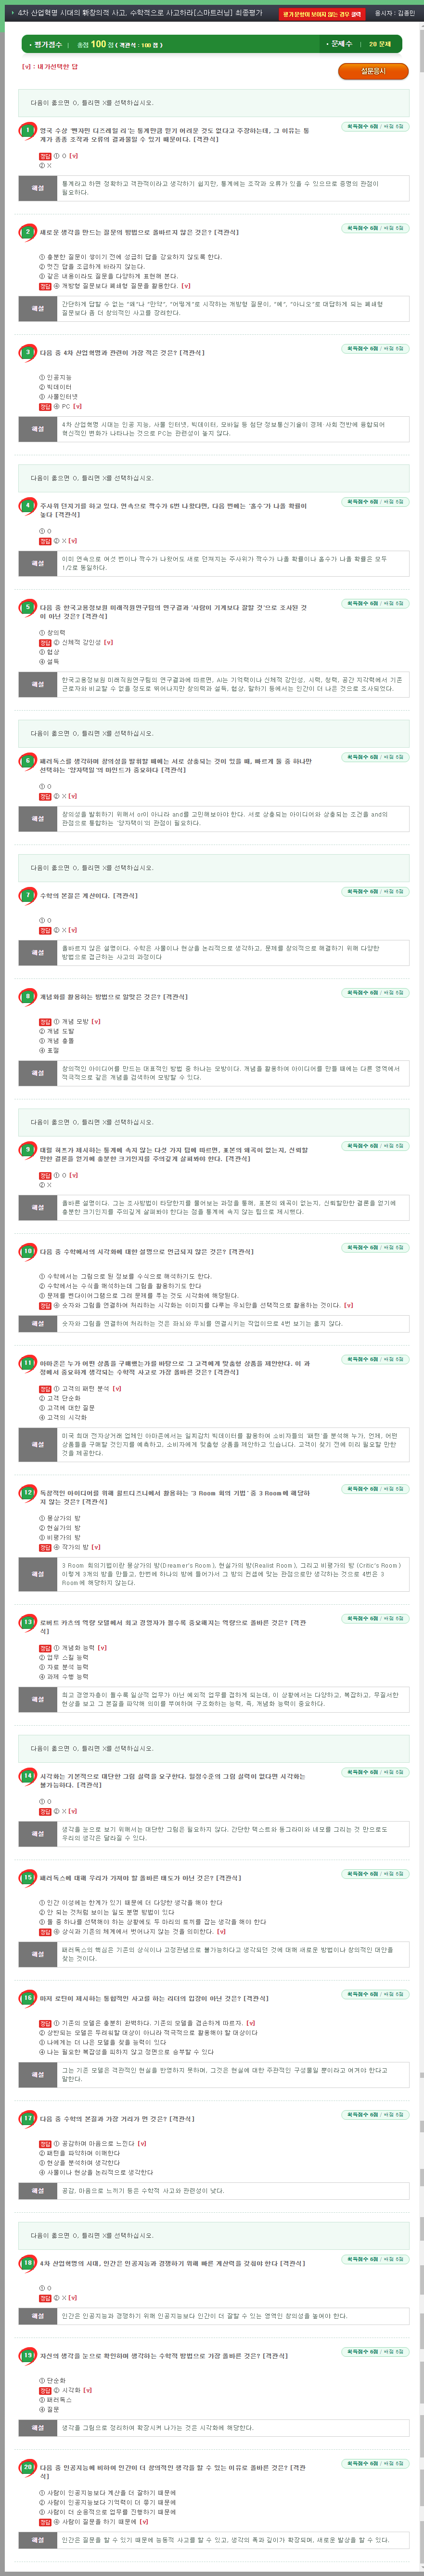 4차 산업혁명 시대의 新창의적 사고, 수학적으로 사고하라[스마트러닝] 최종평가
평가 문항이 보이지 않는 경우 클릭
응시자 : 김종민
• 평가점수 | 총점 100 점 ( 객관식 : 100 점 )
• 문제수 | 20 문제
[v] : 내가선택한 답
설문응시
다음이 옳으면 O, 틀리면 X를 선택하십시오.
1
영국 수상 '벤자민 디즈레일 리'는 통계만큼 믿기 어려운 것도 없다고 주장하는데, 그 이유는 통
계가 종종 조작과 오류의 결과물일 수 있기 때문이다. [객관식]
획득점수 5점 / 배점 5점
정답 ① O [v]
② X
해설
통계라고 하면 정확하고 객관적이라고 생각하기 쉽지만, 통계에는 조작과 오류가 있을 수 있으므로 증명의 관점이
필요하다.
2
새로운 생각을 만드는 질문의 방법으로 올바르지 않은 것은? [객관식]
획득점수 5점 / 배점 5점
① 충분한 질문이 쌓이기 전에 성급하 답을 강요하지 않도록 한다.
② 멋진 답을 조급하게 바라지 않는다.
③ 같은 내용이라도 질문을 다양하게 표현해 본다.
정답 ④ 개방형 질문보다 폐쇄형 질문을 활용한다. [v]
해설
간단하게 답할 수 없는 "왜"나 "만약", "어떻게"로 시작하는 개방형 질문이, "예", "아니오"로 대답하게 되는 폐쇄형
질문보다 좀 더 창의적인 사고를 장려한다.
3
다음 중 4차 산업혁명과 관련이 가장 적은 것은? [객관식]
획득점수 5점 / 배점 5점
① 인공지능
② 빅데이터
③ 사물인터넷
정답 ④ PC [v]
해설
4차 산업혁명 시대는 인공 지능, 사물 인터넷, 빅데이터, 모바일 등 첨단 정보통신기술이 경제·사회 전반에 융합되어
혁신적인 변화가 나타나는 것으로 PC는 관련성이 높지 않다.
다음이 옳으면 O, 틀리면 X를 선택하십시오.
4
주사위 던지기를 하고 있다. 연속으로 짝수가 6번 나왔다면, 다음 번에는 '홀수'가 나올 확률이
높다 [객관식]
획득점수 5점 / 배점 5점
① O
정답 ② X [v]
해설
이미 연속으로 여섯 번이나 짝수가 나왔어도 새로 던져지는 주사위가 짝수가 나올 확률이나 홀수가 나올 확률은 모두
1/2로 동일하다.
5
다음 중 한국고용정보원 미래직원연구팀의 연구결과 '사람이 기계보다 잘할 것'으로 조사된 것
이 아닌 것은? [객관식]
획득점수 5점 / 배점 5점
① 창의력
정답 ② 신체적 강인성 [v]
③ 협상
④ 설득
해설
한국고용정보원 미래직원연구팀의 연구결과에 따르면, AI는 기억력이나 신체적 강인성, 시력, 청력, 공간 지각력에서 기존
근로자와 비교할 수 없을 정도로 뛰어나지만 창의력과 설득, 협상, 말하기 등에서는 인간이 더 나은 것으로 조사되었다.
다음이 옳으면 O, 틀리면 X를 선택하십시오.
6
패러독스를 생각하며 창의성을 발휘할 때에는 서로 상충되는 것이 있을 때, 빠르게 둘 중 하나만
선택하는 '양자택일'의 마인드가 중요하다 [객관식]
획득점수 5점 / 배점 5점
① O
정답 ② X [v]
해설
창의성을 발휘하기 위해서 or이 아니라 and를 고민해보아야 한다. 서로 상충되는 아이디어와 상충되는 조건을 and의
관점으로 통합하는 '양자택이'의 관점이 필요하다.
다음이 옳으면 O, 틀리면 X를 선택하십시오.
7
수학의 본질은 계산이다. [객관식]
획득점수 5점 / 배점 5점
① O
정답 ② X [v]
해설
올바르지 않은 설명이다. 수학은 사물이나 현상을 논리적으로 생각하고, 문제를 창의적으로 해결하기 위해 다양한
방법으로 접근하는 사고의 과정이다
8
개념화를 활용하는 방법으로 알맞은 것은? [객관식]
획득점수 5점 / 배점 5점
정답 ① 개념 모방 [v]
② 개념 도탈
③ 개념 충돌
④ 표절
해설
창의적인 아이디어를 만드는 대표적인 방법 중 하나는 모방이다. 개념을 활용하여 아이디어를 만들 때에는 다른 영역에서
적극적으로 같은 개념을 검색하여 모방할 수 있다.
다음이 옳으면 O, 틀리면 X를 선택하십시오.
9
대럴 허프가 제시하는 통계에 속지 않는 다섯 가지 팁에 따르면, 표본의 왜곡이 없는지, 신뢰할
만한 결론을 얻기에 충분한 크기인지를 주의깊게 살펴봐야 한다. [객관식]
획득점수 5점 / 배점 5점
정답 ① O [v]
② X
해설
올바른 설명이다. 그는 조사방법이 타당한지를 물어보는 과정을 통해, 표본의 왜곡이 없는지, 신뢰할만한 결론을 얻기에
충분한 크기인지를 주의깊게 살펴봐야 한다는 점을 통계에 속지 않는 팁으로 제시했다.
10
다음 중 수학에서의 시각화에 대한 설명으로 언급되지 않은 것은? [객관식]
획득점수 5점 / 배점 5점
① 수학에서는 그림으로 된 정보를 수식으로 해석하기도 한다.
② 수학에서는 수식을 해석하는데 그림을 활용하기도 한다
③ 문제를 벤다이어그램으로 그려 문제를 푸는 것도 시각화에 해당된다.
정답 ④ 숫자와 그림을 연결하여 처리하는 시각화는 이미지를 다루는 우뇌만을 선택적으로 활용하는 것이다. [v]
해설
숫자와 그림을 연결하여 처리하는 것은 좌뇌와 우뇌를 연결시키는 작업이므로 4번 보기는 옳지 않다.
11
아마존은 누가 어떤 상품을 구매했는가를 바탕으로 그 고객에게 맞춤형 상품을 제안한다. 이 과
정에서 중요하게 생각되는 수학적 사고로 가장 올바른 것은? [객관식]
획득점수 5점 / 배점 5점
정답 ① 고객의 패턴 분석 [v]
② 고객 단순화
③ 고객에 대한 질문
④ 고객의 시각화
해설
미국 최대 전자상거래 업체인 아마존에서는 일찌감치 빅데이터를 활용하여 소비자들의 '패턴'을 분석해 누가, 언제, 어떤
상품들을 구매할 것인지를 예측하고, 소비자에게 맞춤형 상품을 제안하고 있습니다. 고객이 찾기 전에 미리 필요할 만한
것을 제공한다.
12
독창적인 아이디어를 위해 월트디즈니에서 활용하는 '3 Room 회의 기법' 중 3 Room에 해당하
지 않는 것은? [객관식]
획득점수 5점 / 배점 5점
① 몽상가의 방
② 현실가의 방
③ 비평가의 방
정답 ④ 작가의 방 [v]
해설
3 Room 회의기법이란 몽상가의 방(Dreamer's Room), 현실가의 방(Realist Room), 그리고 비평가의 방 (Critic's Room)
이렇게 3개의 방을 만들고, 한번에 하나의 방에 들어가서 그 방의 컨셉에 맞는 관점으로만 생각하는 것으로 4번은 3
Room에 해당하지 않는다.
13
로버트 카츠의 역량 모델에서 최고 경영자가 될수록 중요해지는 역량으로 올바른 것은? [객관
식]
획득점수 5점 / 배점 5점
정답 ① 개념화 능력 [v]
② 업무 스킬 능력
③ 자료 분석 능력
④ 과제 수행 능력
해설
최고 경영자층이 될수록 일상적 업무가 아닌 예외적 업무를 접하게 되는데, 이 상황에서는 다양하고, 복잡하고, 무질서한
현상을 보고 그 본질을 파악해 의미를 부여하며 구조화하는 능력, 즉, 개념화 능력이 중요하다.
다음이 옳으면 O, 틀리면 X를 선택하십시오.
14
시각화는 기본적으로 대단한 그림 실력을 요구한다. 일정수준의 그림 실력이 없다면 시각화는
불가능하다. [객관식]
획득점수 5점 / 배점 5점
① O
정답 ② X [v]
해설
생각을 눈으로 보기 위해서는 대단한 그림은 필요하지 않다. 간단한 텍스트와 동그라미와 네모를 그리는 것 만으로도
우리의 생각은 달라질 수 있다.
15
패러독스에 대해 우리가 가져야 할 올바른 태도가 아닌 것은? [객관식]
획득점수 5점 / 배점 5점
① 인간 이성에는 한계가 있기 때문에 더 다양한 생각을 해야 한다
② 안 되는 것처럼 보이는 일도 분명 방법이 있다
③ 둘 중 하나를 선택해야 하는 상황에도 두 마리의 토끼를 잡는 생각을 해야 한다
정답 ④ 상식과 기존의 체계에서 벗어나지 않는 것을 의미한다. [v]
해설
패러독스의 핵심은 기존의 상식이나 고정관념으로 불가능하다고 생각되던 것에 대해 새로운 방법이나 창의적인 대안을
찾는 것이다.
16
마저 로틴이 제시하는 통합적인 사고를 하는 리더의 입장이 아닌 것은? [객관식]
획득점수 5점 / 배점 5점
정답 ① 기존의 모델은 충분히 완벽하다. 기존의 모델을 겸손하게 따르자. [v]
② 상반되는 모델은 두려워할 대상이 아니라 적극적으로 활용해야 할 대상이다
③ 나에게는 더 나은 모델을 찾을 능력이 있다
④ 나는 필요한 복잡성을 피하지 않고 정면으로 승부할 수 있다
해설
그는 기존 모델은 객관적인 현실을 반영하지 못하며, 그것은 현실에 대한 주관적인 구성물일 뿐이라고 여겨야 한다고
말한다.
17
다음 중 수학의 본질과 가장 거리가 먼 것은? [객관식]
획득점수 5점 / 배점 5점
정답 ① 공감하며 마음으로 느낀다 [v]
② 패턴을 파악하며 이해한다
③ 현상을 분석하며 생각한다
④ 사물이나 현상을 논리적으로 생각한다
해설
공감, 마음으로 느끼기 등은 수학적 사고와 관련성이 낮다.
다음이 옳으면 O, 틀리면 X를 선택하십시오.
18
4차 산업혁명의 시대, 인간은 인공지능과 경쟁하기 위해 빠른 계산력을 갖춰야 한다 [객관식]
획득점수 5점 / 배점 5점
① O
정답 ② X [v]
해설
인간은 인공지능과 경쟁하기 위해 인공지능보다 인간이 더 잘할 수 있는 영역인 창의성을 높여야 한다.
19
자신의 생각을 눈으로 확인하며 생각하는 수학적 방법으로 가장 올바른 것은? [객관식]
획득점수 5점 / 배점 5점
① 단순화
정답 ② 시각화 [v]
③ 패러독스
④ 질문
해설
생각을 그림으로 정리하여 확장시켜 나가는 것은 시각화에 해당한다.
20
다음 중 인공지능에 비하여 인간이 더 창의적인 생각을 할 수 있는 이유로 올바른 것은? [객관
식]
획득점수 5점 / 배점 5점
① 사람이 인공지능보다 계산을 더 잘하기 때문에
② 사람이 인공지능보다 기억력이 더 좋기 때문에
③ 사람이 더 순응적으로 업무를 진행하기 때문에
정답 ④ 사람이 질문을 하기 때문에 [v]
해설
인간은 질문을 할 수 있기 때문에 능동적 사고를 할 수 있고, 생각의 폭과 깊이가 확장되며, 새로운 발상을 할 수 있다.